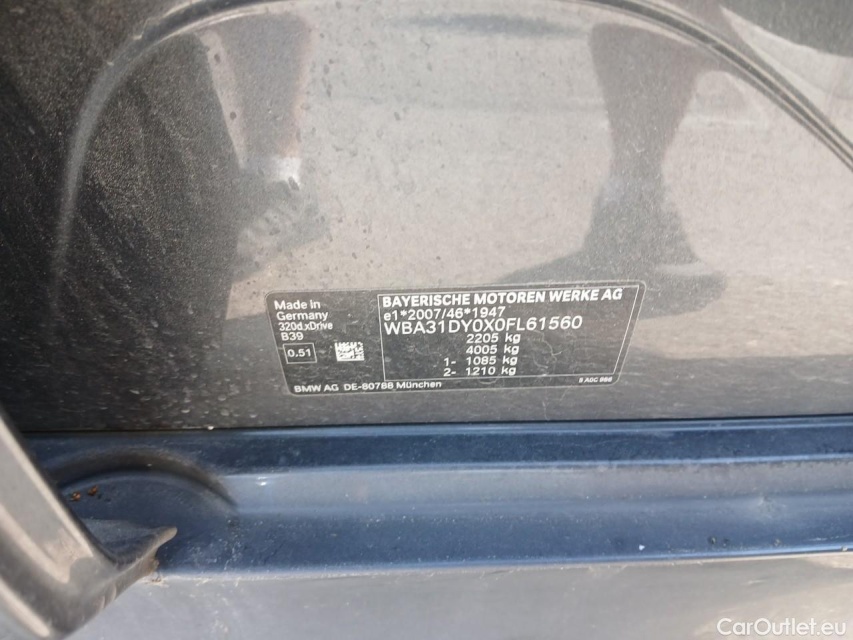 Made in
Germany
320d xDrive
B39
0.51
BAYERISCHE MOTOREN WERKE AG
e1*2007/46*1947
WBA31DY0X0FL61560
2205 kg
4005 kg
1- 1085 kg
2- 1210 kg
BMW AG DE-80788 München
CarOutlet.eu